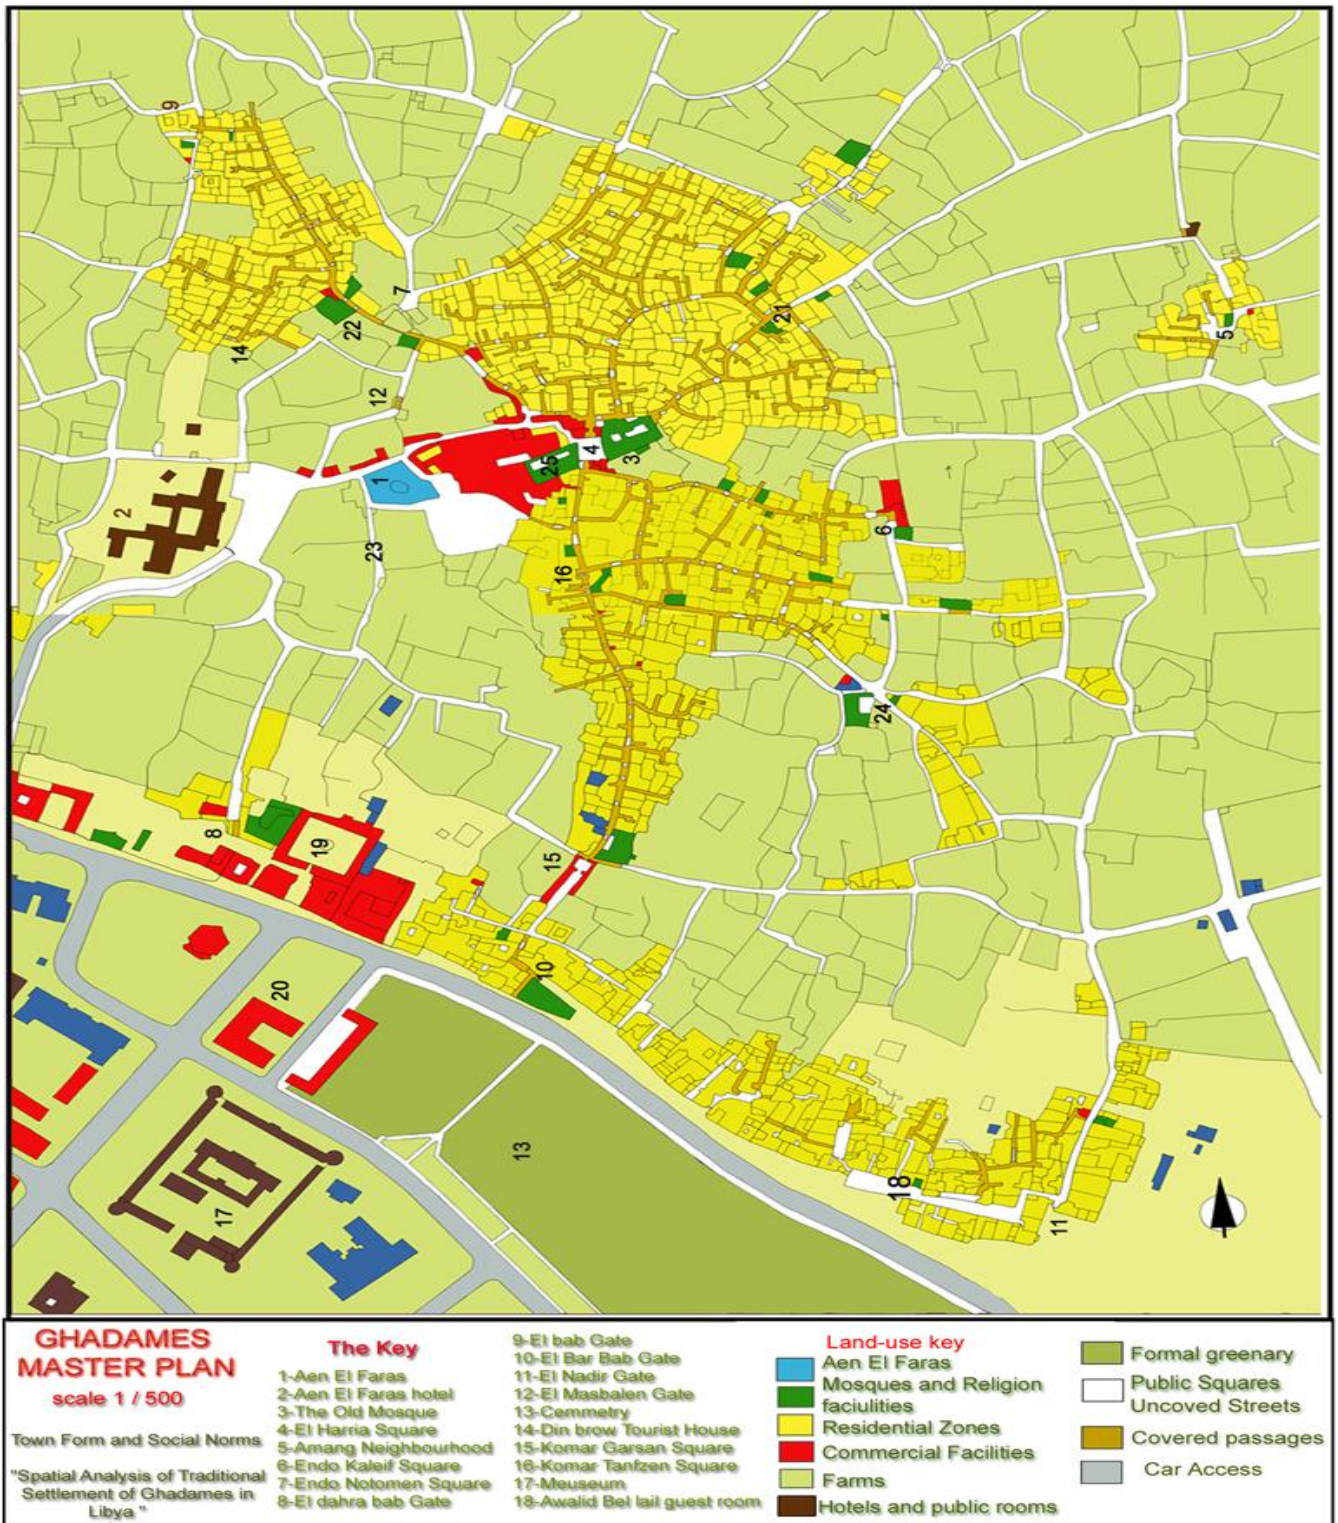 9
7
14
22
12
21
5
4
3
25
1
2
6
23
16
24
8
19
15
10
20
13
17
18
11
GHADAMES
MASTER PLAN
scale 1 / 500
Town Form and Social Norms
"Spatial Analysis of Traditional
Settlement of Ghadames in
Libya "
The Key
1-Aen El Faras
2-Aen El Faras hotel
3-The Old Mosque
4-El Harria Square
5-Amang Neighbourhood
6-Endo Kaleif Square
7-Endo Notomen Square
8-El dahra bab Gate
9-El bab Gate
10-El Bar Bab Gate
11-El Nadir Gate
12-El Masbalen Gate
13-Cemmetry
14-Din brow Tourist House
15-Komar Garsan Square
16-Komar Tanfzen Square
17-Meuseum
18-Awalid Bel lail guest room
Land-use key
Aen El Faras
Mosques and Religion
faciulities
Residential Zones
Commercial Facilities
Farms
Hotels and public rooms
Formal greenary
Public Squares
Uncoved Streets
Covered passages
Car Access